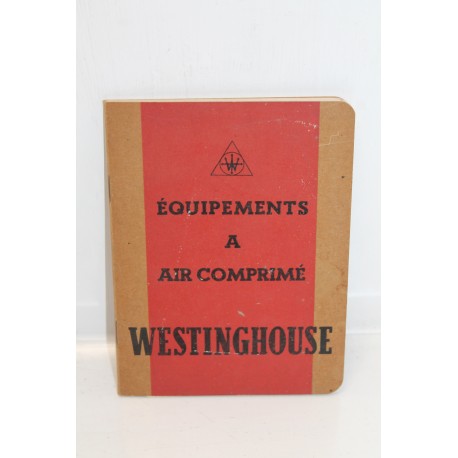 W
ÉQUIPEMENTS
A
AIR COMPRIMÉ
WESTINGHOUSE